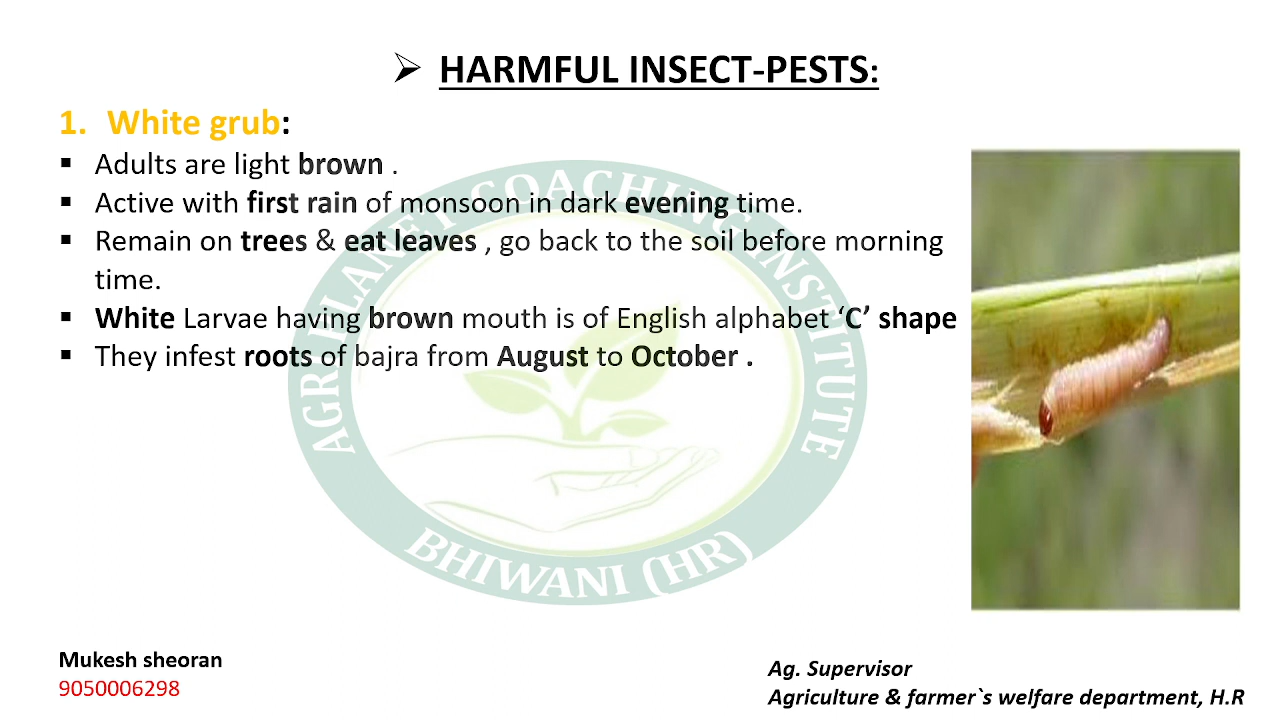 ➢ HARMFUL INSECT-PESTS:
1. White grub:
▪ Adults are light brown .
▪ Active with first rain of monsoon in dark evening time.
▪ Remain on trees & eat leaves , go back to the soil before morning
time.
▪ White Larvae having brown mouth is of English alphabet ‘C’ shape
▪ They infest roots of bajra from August to October .
AGRI PLANET COACHING INSTITUTE
BHIWANI (HR)
Mukesh sheoran
9050006298
Ag. Supervisor
Agriculture & farmer`s welfare department, H.R